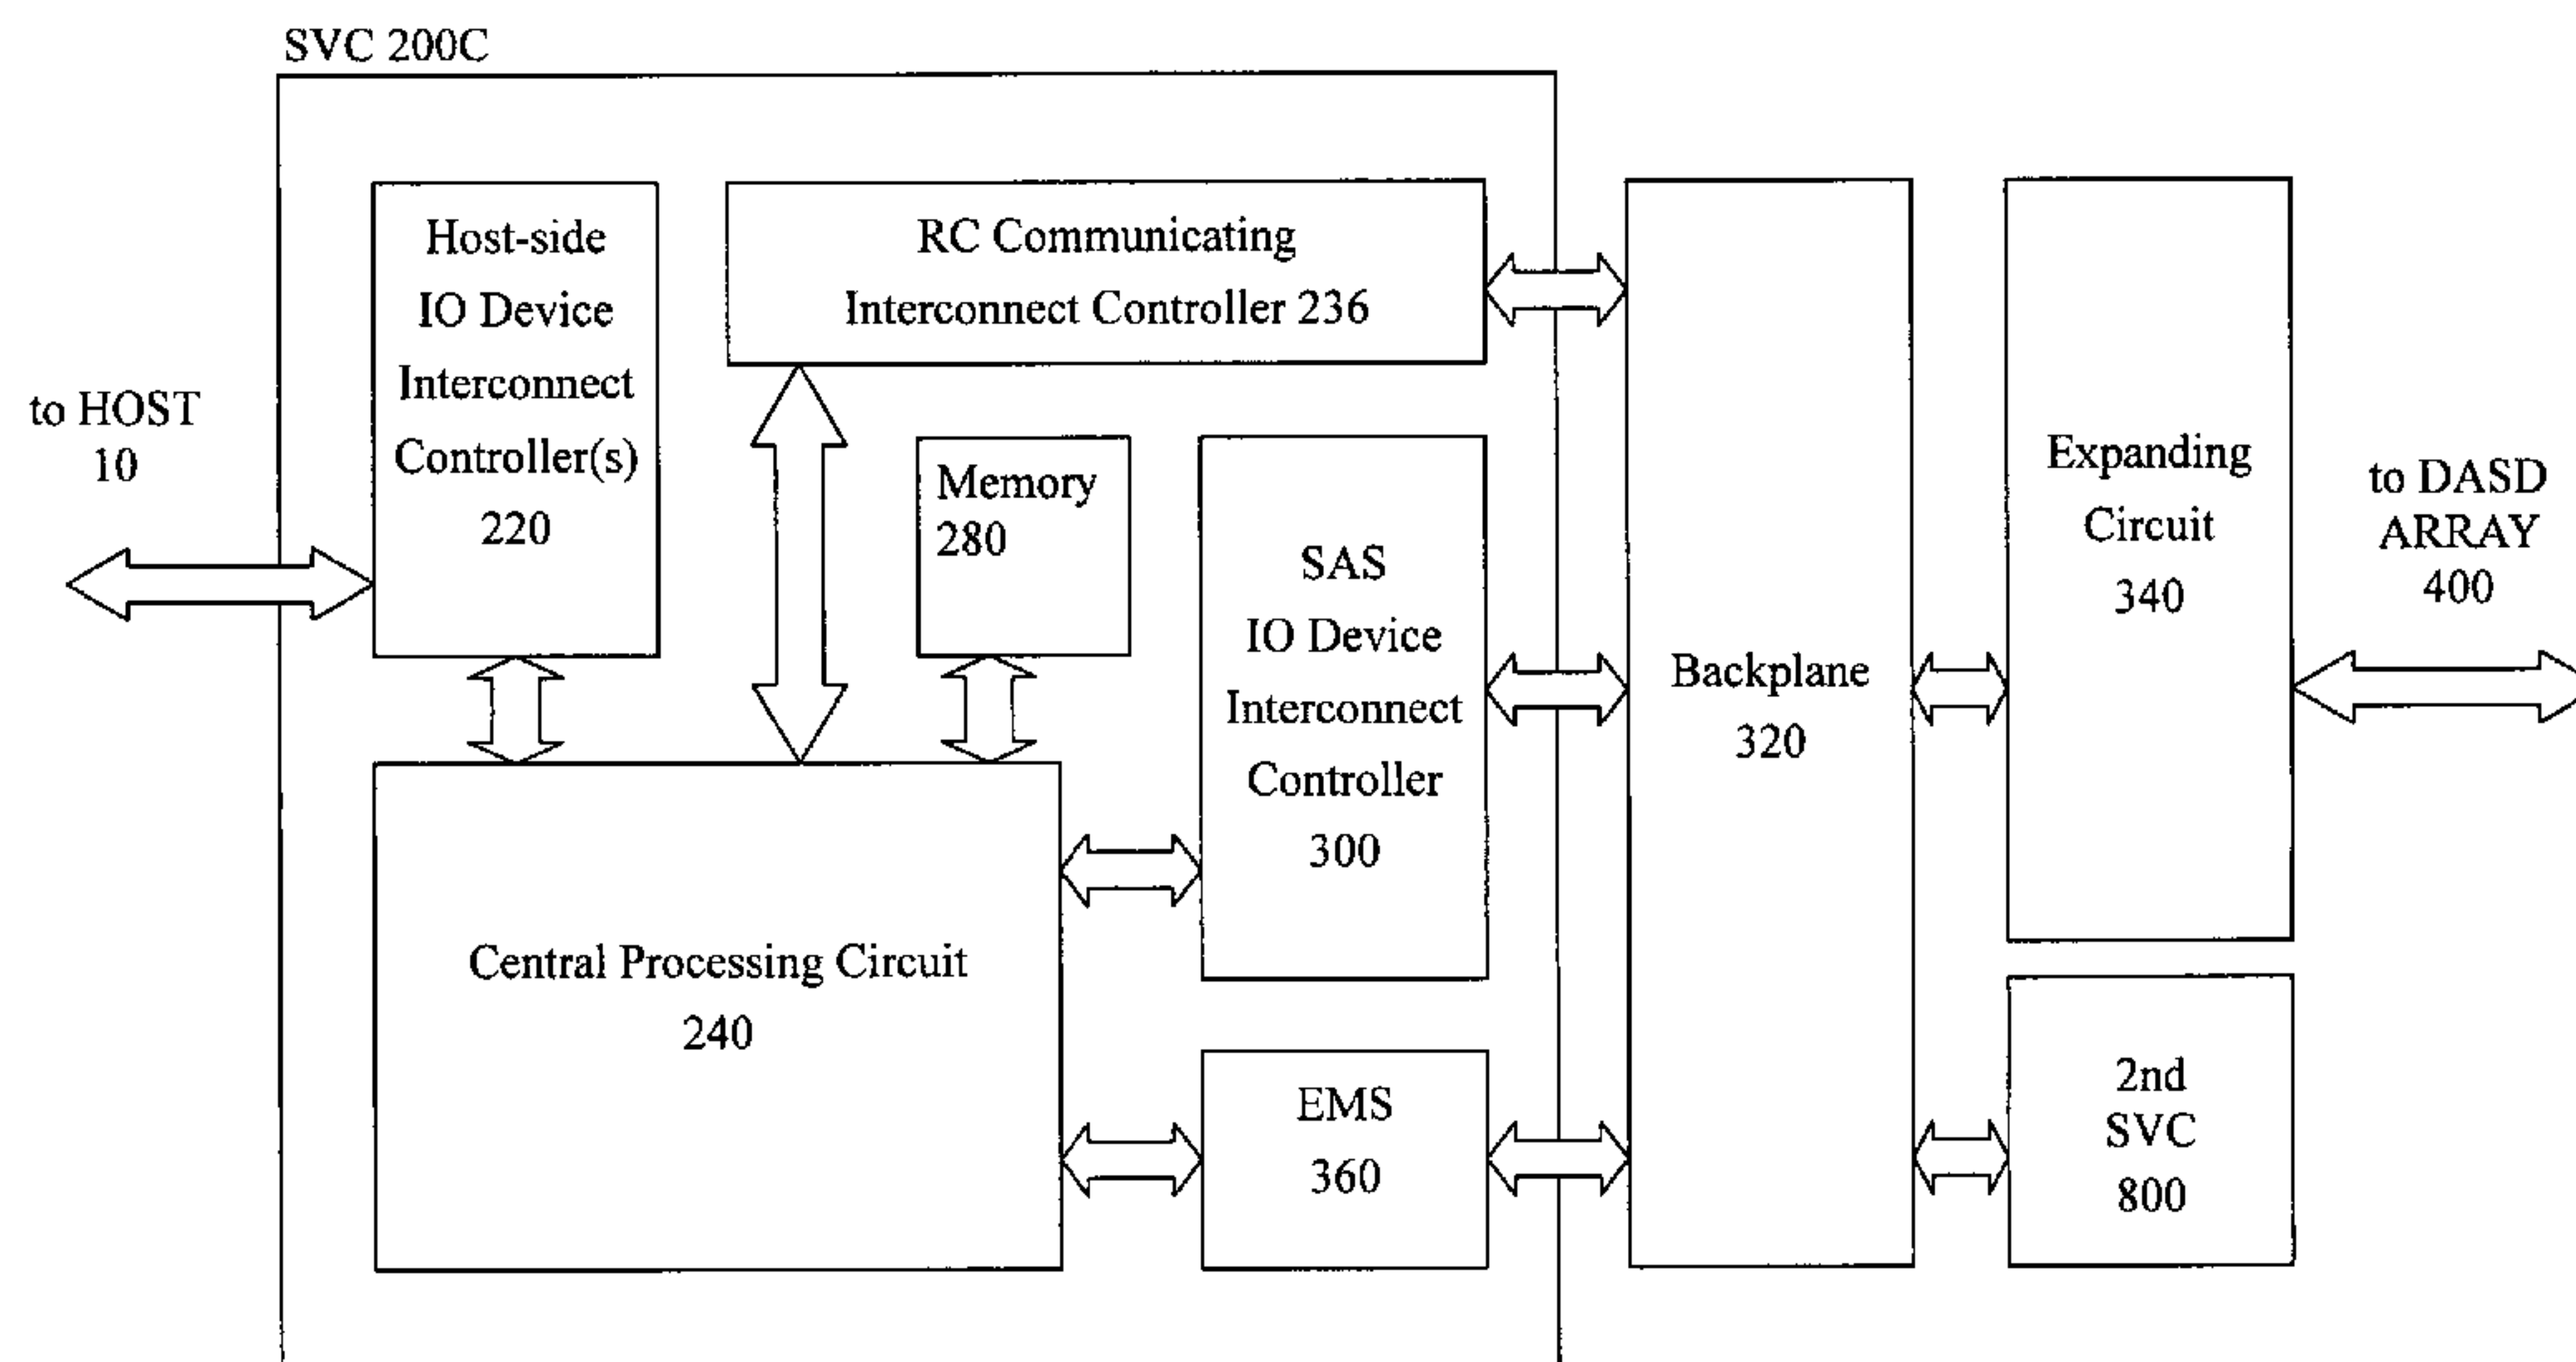 SVC 200C
to HOST
10
Host-side
IO Device
Interconnect
Controller(s)
220
RC Communicating
Interconnect Controller 236
Memory
280
SAS
IO Device
Interconnect
Controller
300
Central Processing Circuit
240
EMS
360
Backplane
320
Expanding
Circuit
340
2nd
SVC
800
to DASD
ARRAY
400